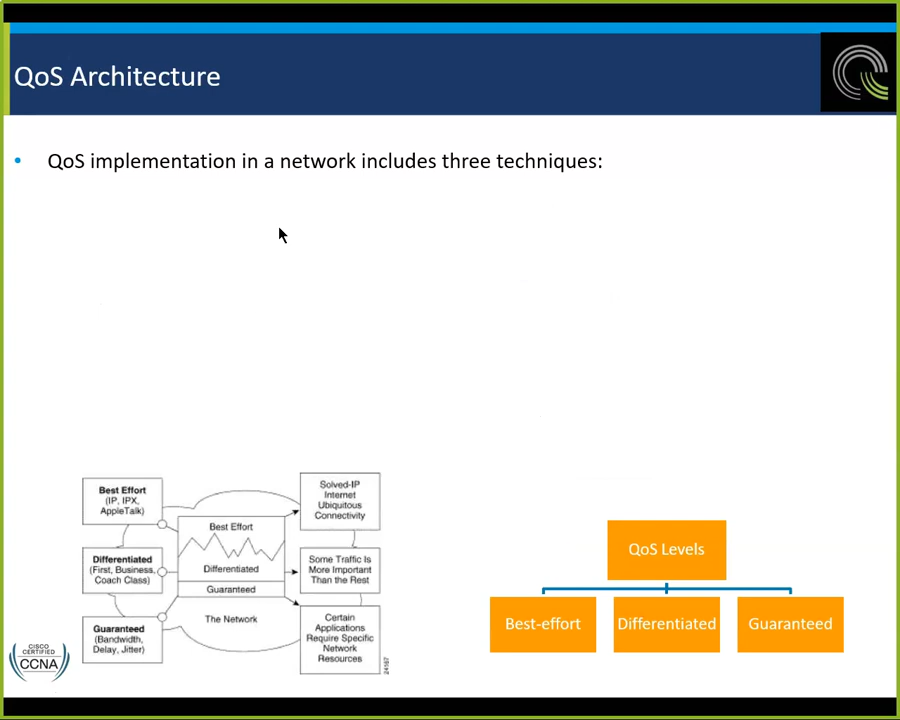 QoS Architecture
• QoS implementation in a network includes three techniques:
Best Effort
(IP, IPX,
AppleTalk)
Differentiated
(First, Business,
Coach Class)
Guaranteed
(Bandwidth,
Delay, Jitter)
Best Effort
Differentiated
Guaranteed
The Network
Solved-IP
Internet
Ubiquitous
Connectivity
Some Traffic Is
More Important
Than the Rest
Certain
Applications
Require Specific
Network
Resources
24167
QoS Levels
Best-effort
Differentiated
Guaranteed
CISCO
CERTIFIED
CCNA